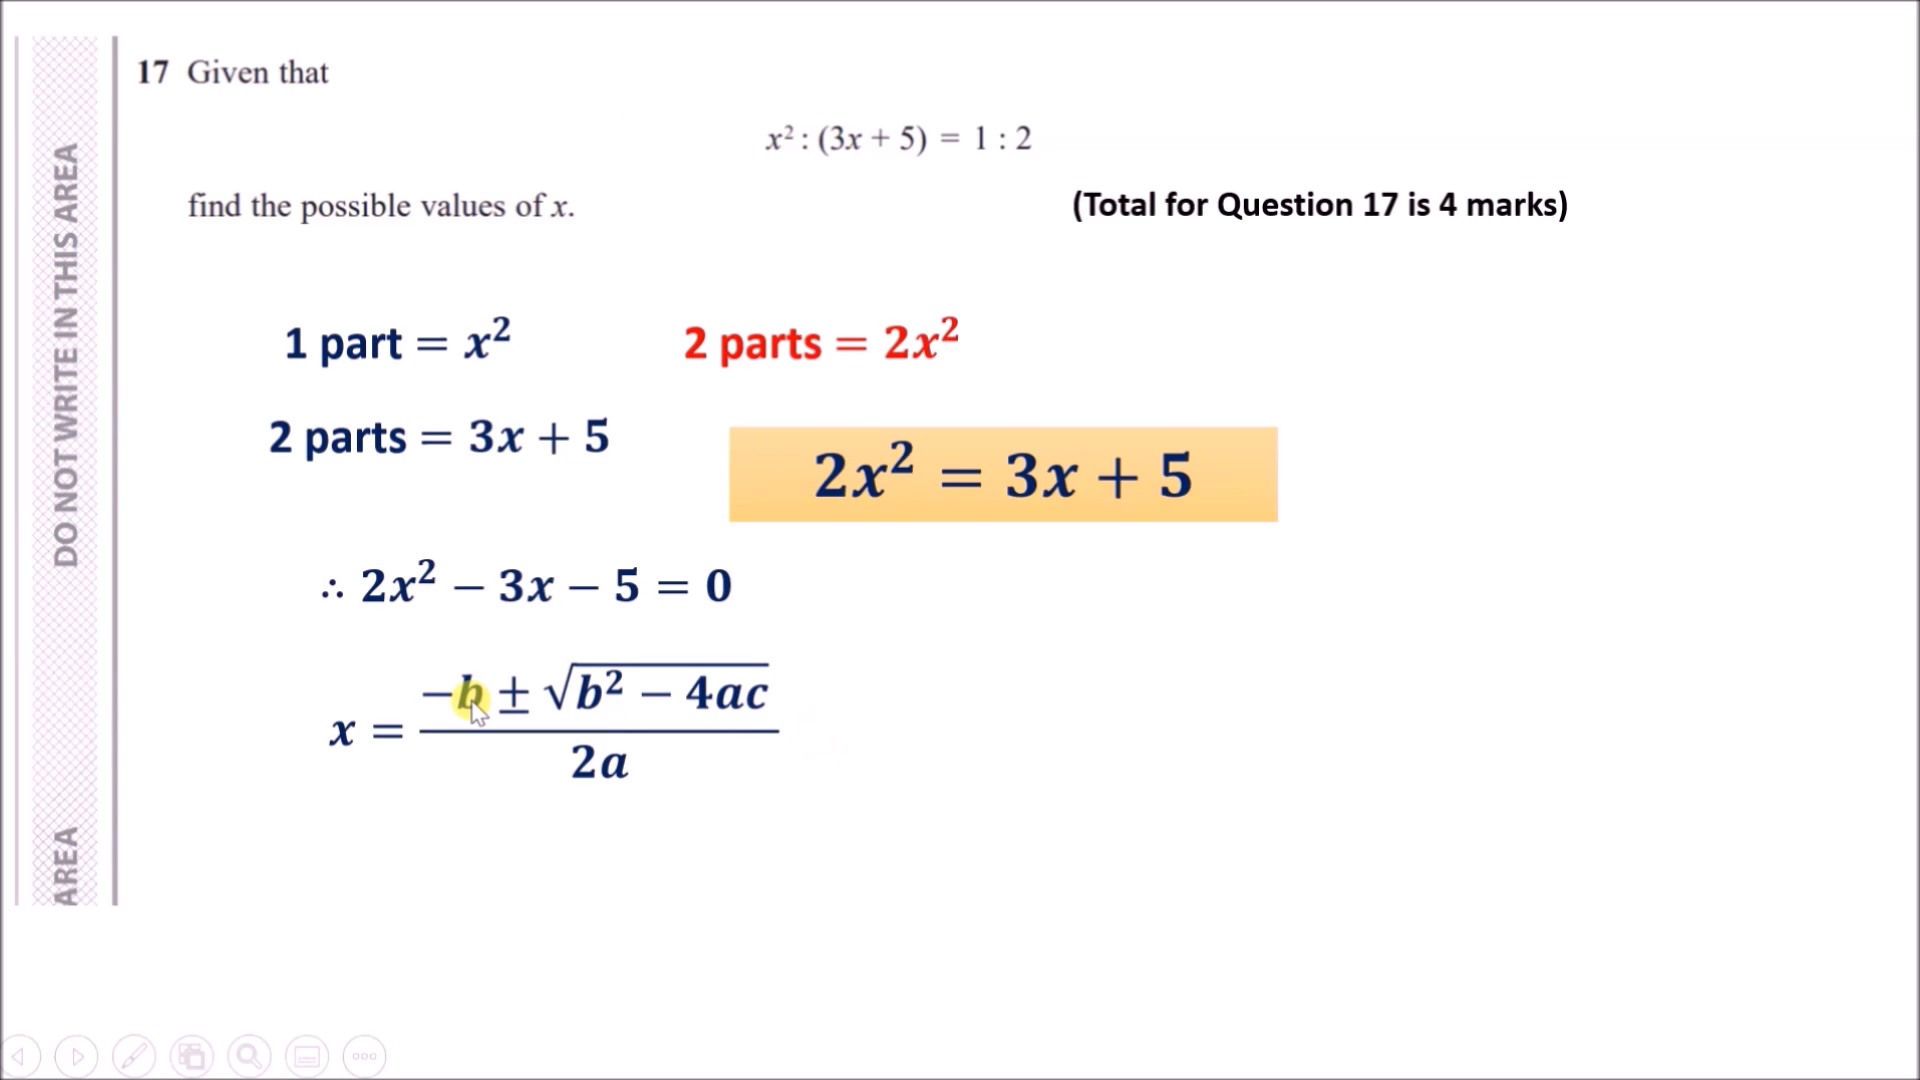 17 Given that
x² : (3x + 5) = 1 : 2
find the possible values of x.
(Total for Question 17 is 4 marks)
1 part = x²
2 parts = 2x²
2 parts = 3x + 5
2x² = 3x + 5
∴ 2x² − 3x − 5 = 0
x = (−b ± √(b² − 4ac)) / 2a
DO NOT WRITE IN THIS AREA
AREA